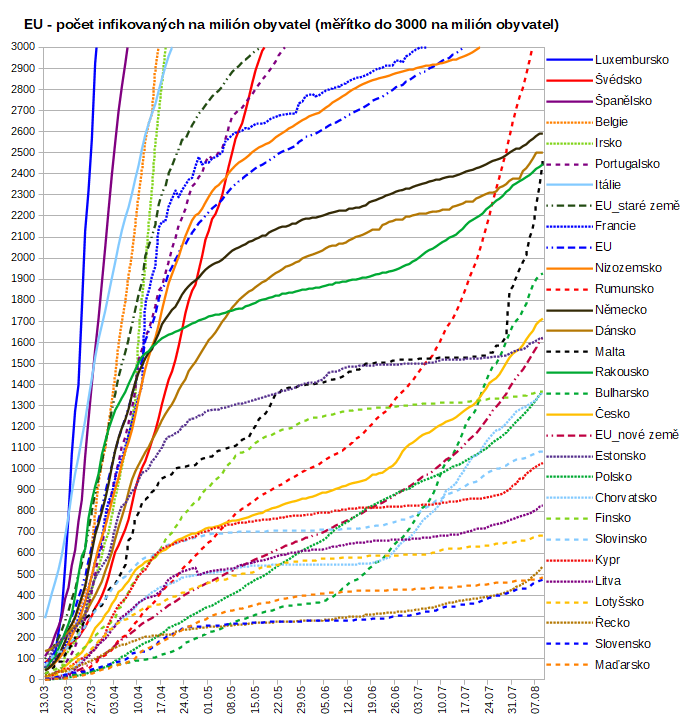 EU - počet infikovaných na milión obyvatel (měřítko do 3000 na milión obyvatel)
3000
2900
2800
2700
2600
2500
2400
2300
2200
2100
2000
1900
1800
1700
1600
1500
1400
1300
1200
1100
1000
900
800
700
600
500
400
300
200
100
0
13.03
20.03
27.03
03.04
10.04
17.04
24.04
01.05
08.05
15.05
22.05
29.05
05.06
12.06
19.06
26.06
03.07
10.07
17.07
24.07
31.07
07.08
Luxembursko
Švédsko
Španělsko
Belgie
Irsko
Portugalsko
Itálie
EU_staré země
Francie
EU
Nizozemsko
Rumunsko
Německo
Dánsko
Malta
Rakousko
Bulharsko
Česko
EU_nové země
Estonsko
Polsko
Chorvatsko
Finsko
Slovinsko
Kypr
Litva
Lotyšsko
Řecko
Slovensko
Maďarsko